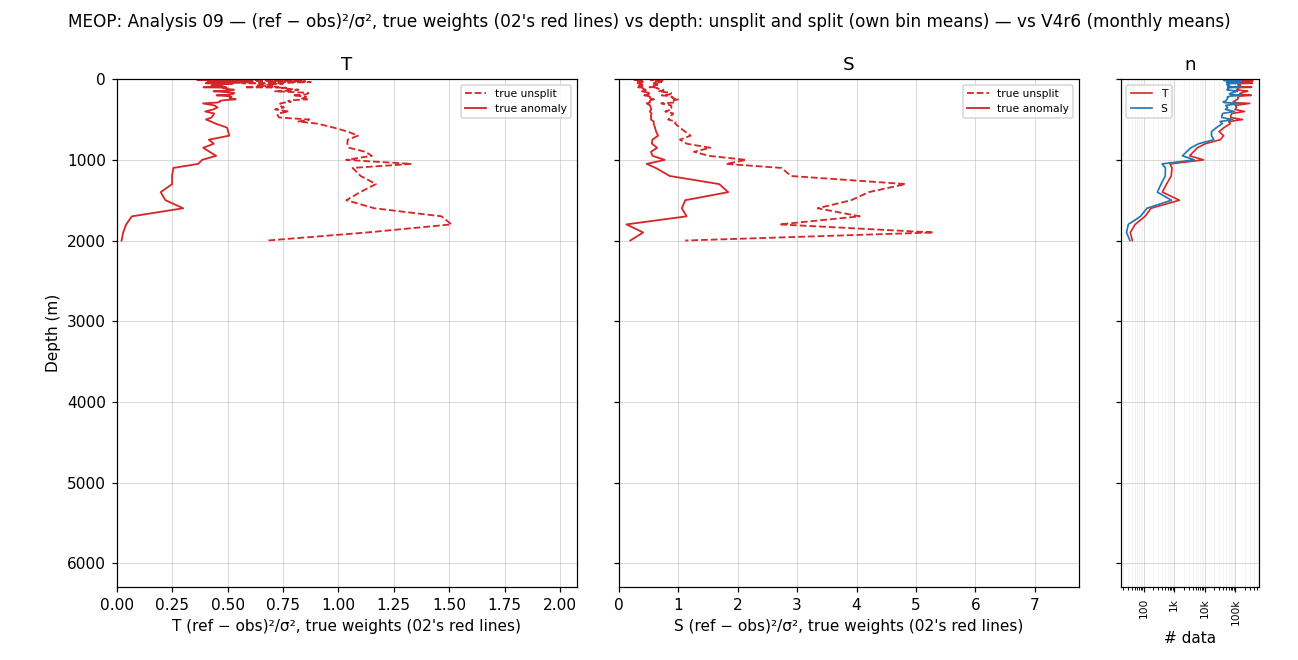 MEOP: Analysis 09 — (ref − obs)²/σ², true weights (02's red lines) vs depth: unsplit and split (own bin means) — vs V4r6 (monthly means)
T
S
n
true unsplit
true anomaly
true unsplit
true anomaly
T
S
0
1000
2000
3000
4000
5000
6000
Depth (m)
0.00 0.25 0.50 0.75 1.00 1.25 1.50 1.75 2.00
T (ref − obs)²/σ², true weights (02's red lines)
0 1 2 3 4 5 6 7
S (ref − obs)²/σ², true weights (02's red lines)
100 1k 10k 100k
# data